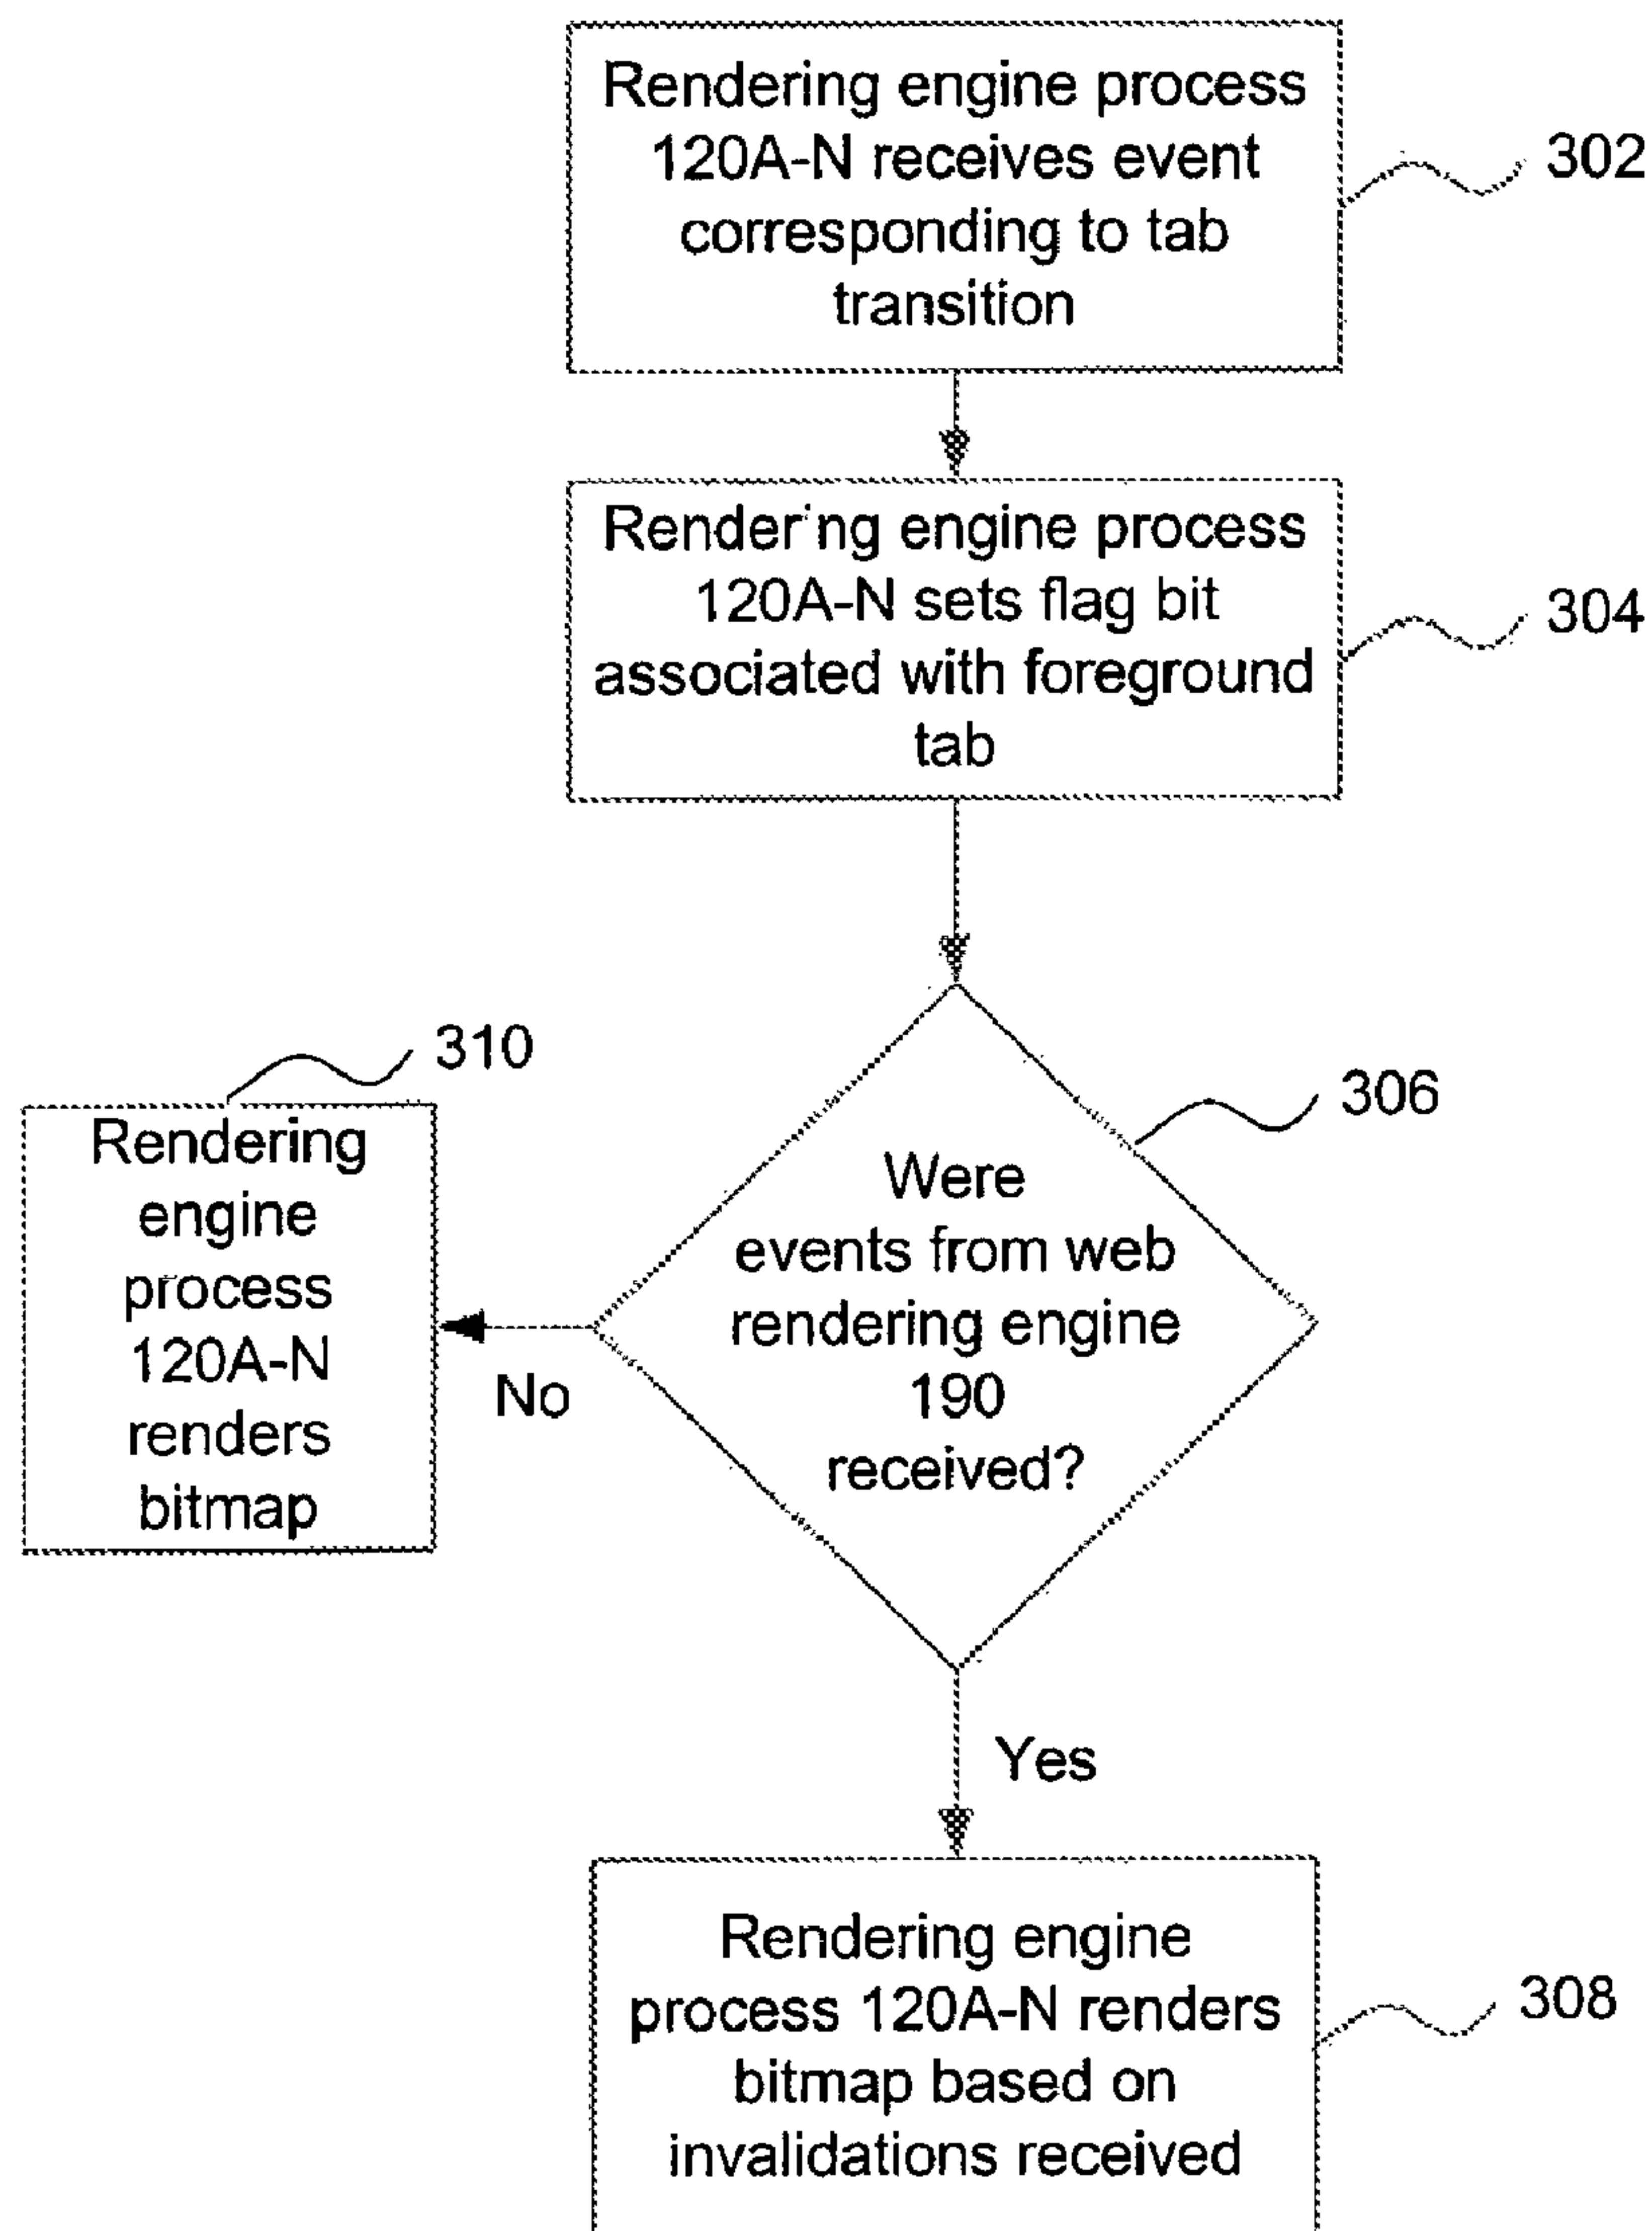 Rendering engine process
120A-N receives event
corresponding to tab
transition
302
Rendering engine process
120A-N sets flag bit
associated with foreground
tab
304
310
Rendering
engine
process
120A-N
renders
bitmap
306
Were
events from web
rendering engine
190
received?
No
Yes
Rendering engine
process 120A-N renders
bitmap based on
invalidations received
308